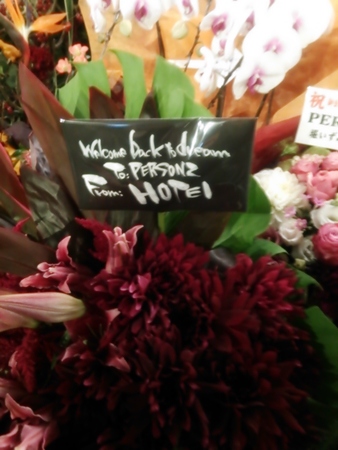 Welcome back to dream
To: PERSONZ
From: HOTEI
祝
PER